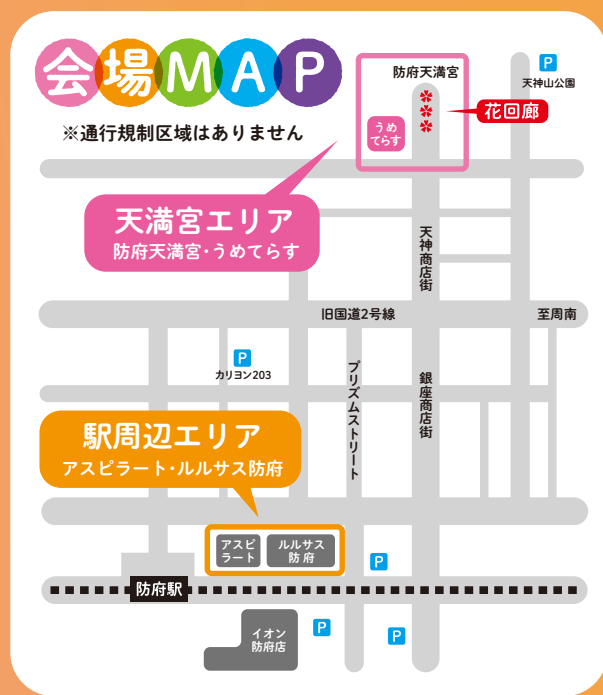 会場MAP
※通行規制区域はありません
防府天満宮
P
天神山公園
花回廊
うめ
てらす
天満宮エリア
防府天満宮・うめてらす
天神商店街
旧国道2号線
至周南
P
カリヨン203
プリズムストリート
銀座商店街
駅周辺エリア
アスピラート・ルルサス防府
アスピ
ラート
ルルサス
防府
P
防府駅
イオン
防府店
P
P